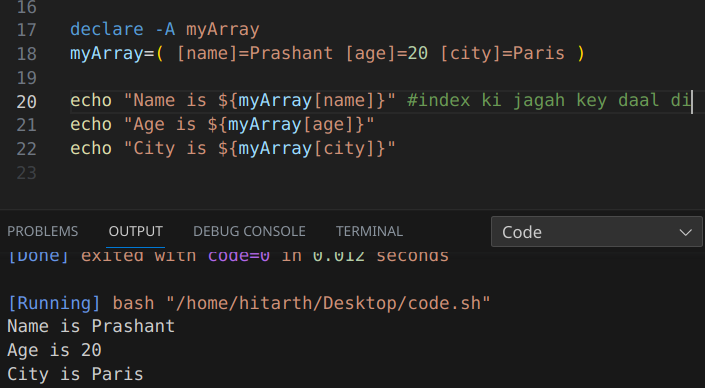 16
17 declare -A myArray
18 myArray=( [name]=Prashant [age]=20 [city]=Paris )
19
20 echo "Name is ${myArray[name]}" #index ki jagah key daal di
21 echo "Age is ${myArray[age]}"
22 echo "City is ${myArray[city]}"
23
PROBLEMS OUTPUT DEBUG CONSOLE TERMINAL Code
[Done] exited with code=0 in 0.012 seconds
[Running] bash "/home/hitarth/Desktop/code.sh"
Name is Prashant
Age is 20
City is Paris